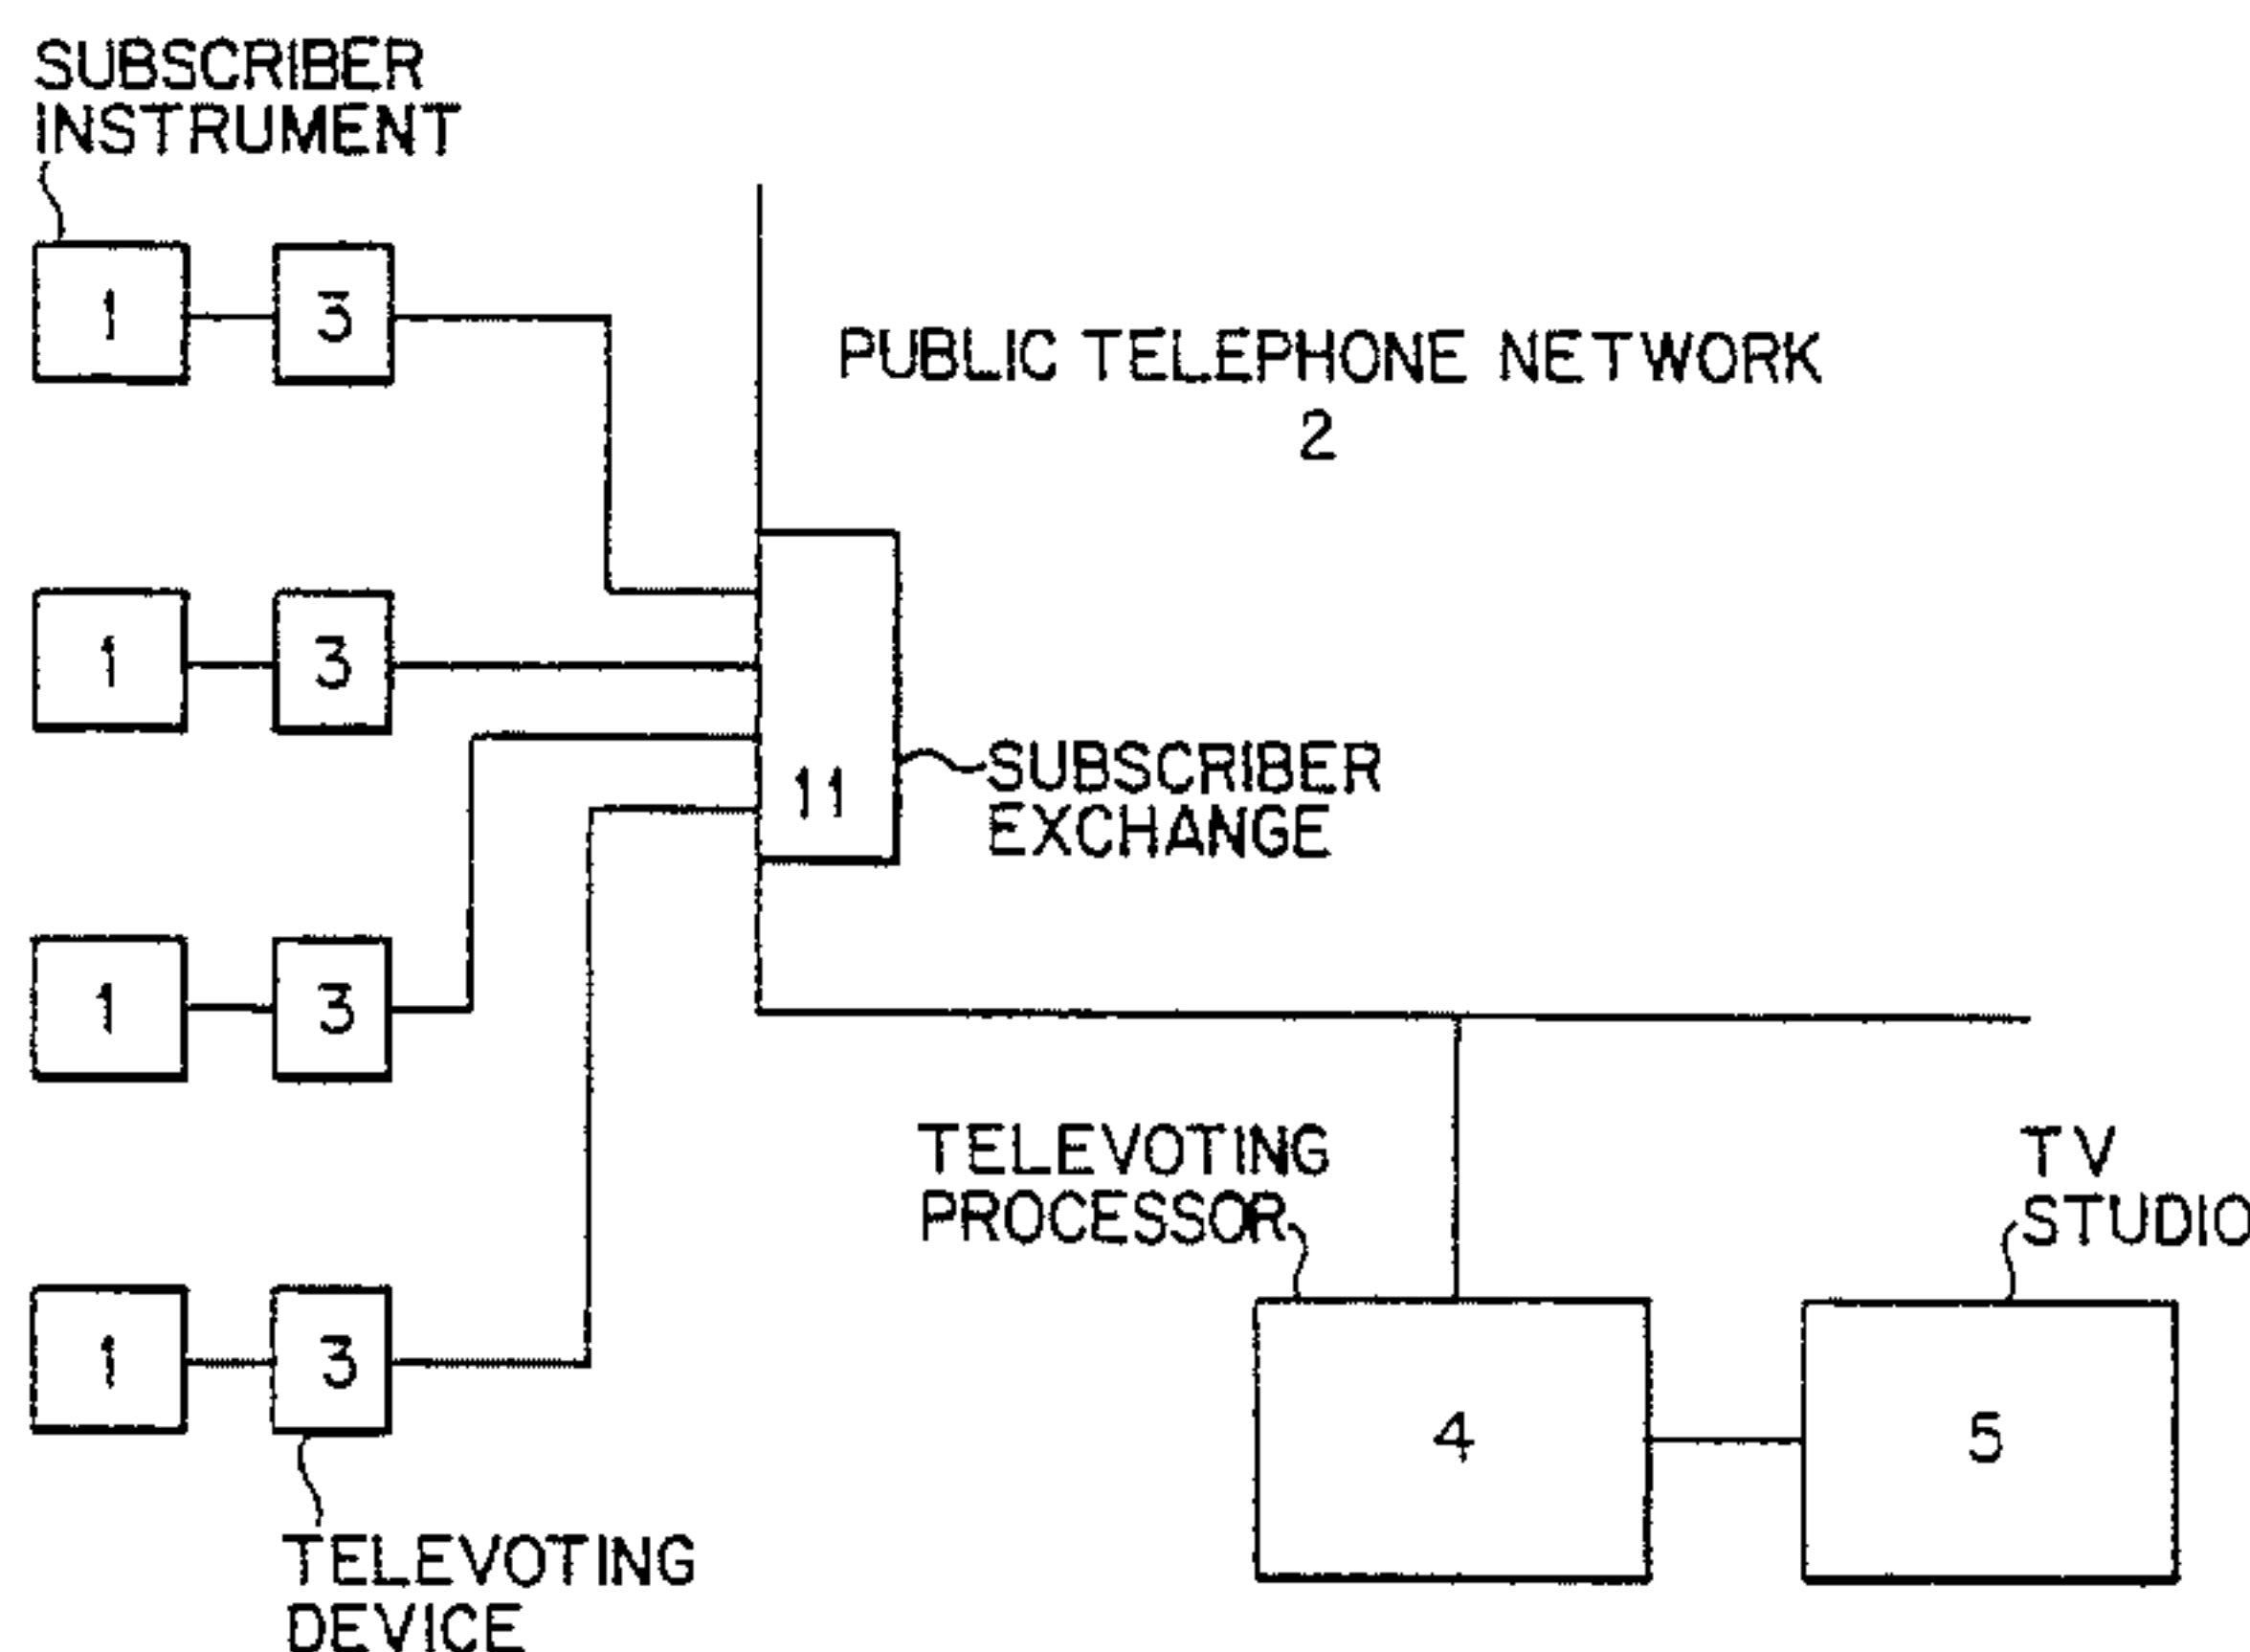 SUBSCRIBER
INSTRUMENT
1
3
PUBLIC TELEPHONE NETWORK
2
1
3
11
SUBSCRIBER
EXCHANGE
1
3
TELEVOTING
PROCESSOR
TV
STUDIO
1
3
4
5
TELEVOTING
DEVICE